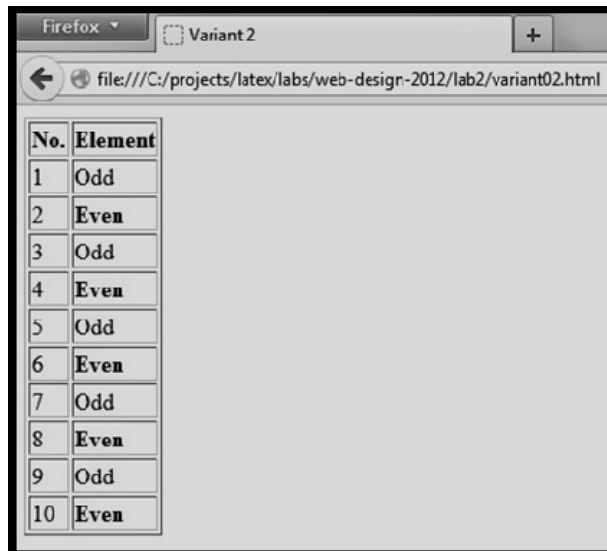 Firefox
Variant 2
file:///C:/projects/latex/labs/web-design-2012/lab2/variant02.html
No. Element
1 Odd
2 Even
3 Odd
4 Even
5 Odd
6 Even
7 Odd
8 Even
9 Odd
10 Even